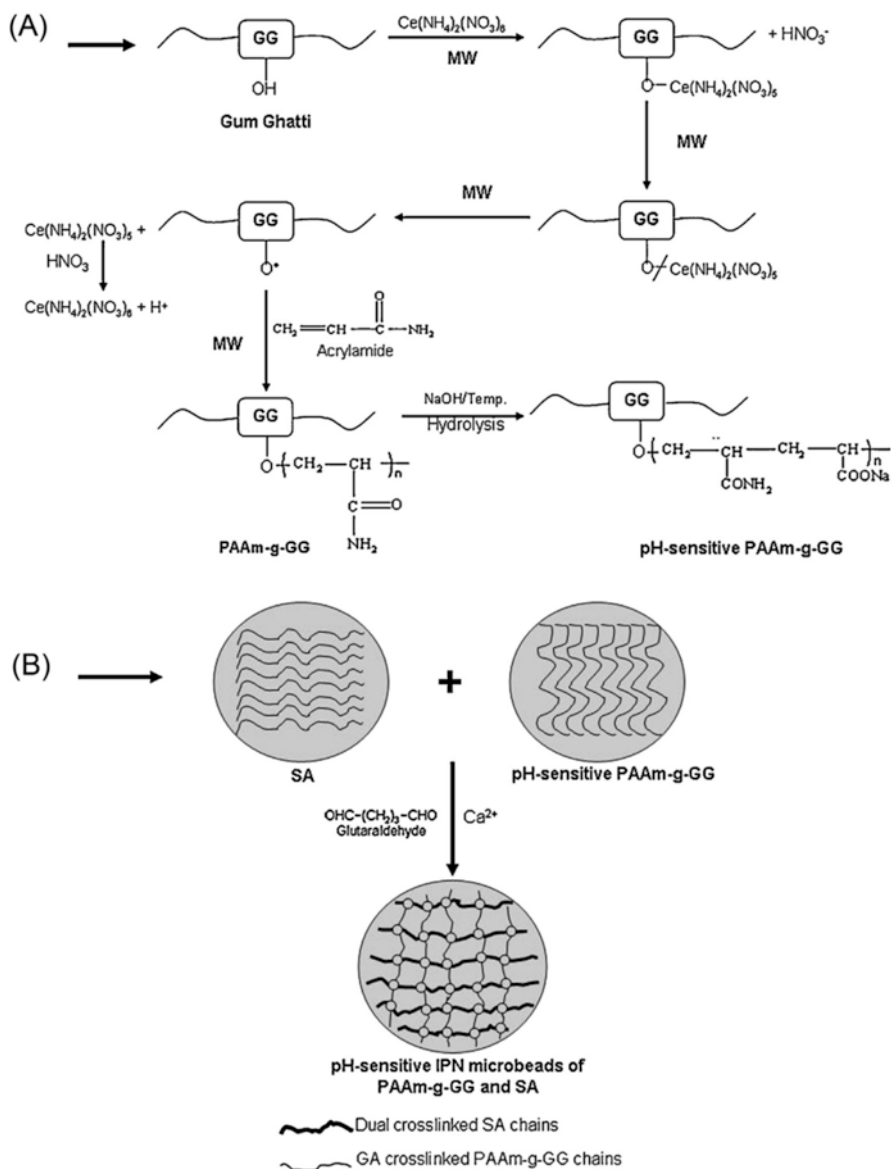 (A)
GG
OH
Gum Ghatti
Ce(NH₄)₂(NO₃)₆
MW
GG
O—Ce(NH₄)₂(NO₃)₅
+ HNO₃⁻
MW
GG
O⁄Ce(NH₄)₂(NO₃)₅
MW
GG
O•
Ce(NH₄)₂(NO₃)₅ +
HNO₃
Ce(NH₄)₂(NO₃)₆ + H⁺
MW
O
CH₂=CH—C—NH₂
Acrylamide
GG
O—(CH₂—CH—)n
C=O
NH₂
PAAm-g-GG
NaOH/Temp.
Hydrolysis
GG
O—(CH₂—CH—CH₂—CH—)n
CONH₂ COONa
pH-sensitive PAAm-g-GG
(B)
SA
+
pH-sensitive PAAm-g-GG
OHC–(CH₂)₃–CHO
Glutaraldehyde
Ca²⁺
pH-sensitive IPN microbeads of
PAAm-g-GG and SA
Dual crosslinked SA chains
GA crosslinked PAAm-g-GG chains